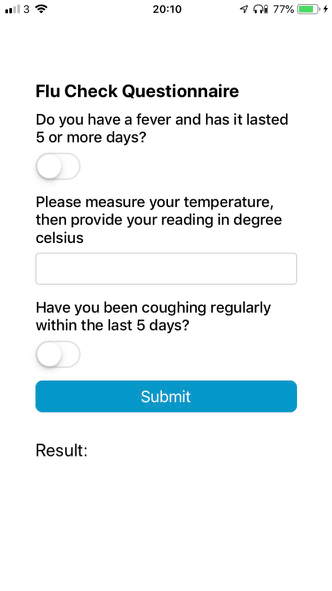 3 20:10 77%
Flu Check Questionnaire
Do you have a fever and has it lasted
5 or more days?
Please measure your temperature,
then provide your reading in degree
celsius
Have you been coughing regularly
within the last 5 days?
Submit
Result: